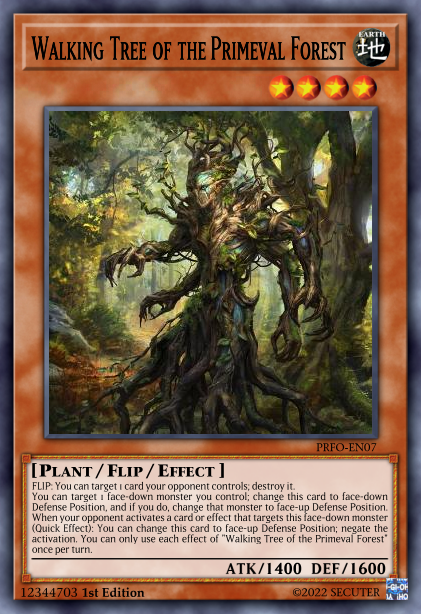 WALKING TREE OF THE PRIMEVAL FOREST
EARTH
地
PRFO-EN07
[PLANT / FLIP / EFFECT ]
FLIP: You can target 1 card your opponent controls; destroy it.
You can target 1 face-down monster you control; change this card to face-down
Defense Position, and if you do, change that monster to face-up Defense Position.
When your opponent activates a card or effect that targets this face-down monster
(Quick Effect): You can change this card to face-up Defense Position; negate the
activation. You can only use each effect of "Walking Tree of the Primeval Forest"
once per turn.
ATK/1400 DEF/1600
12344703 1st Edition
©2022 SECUTER